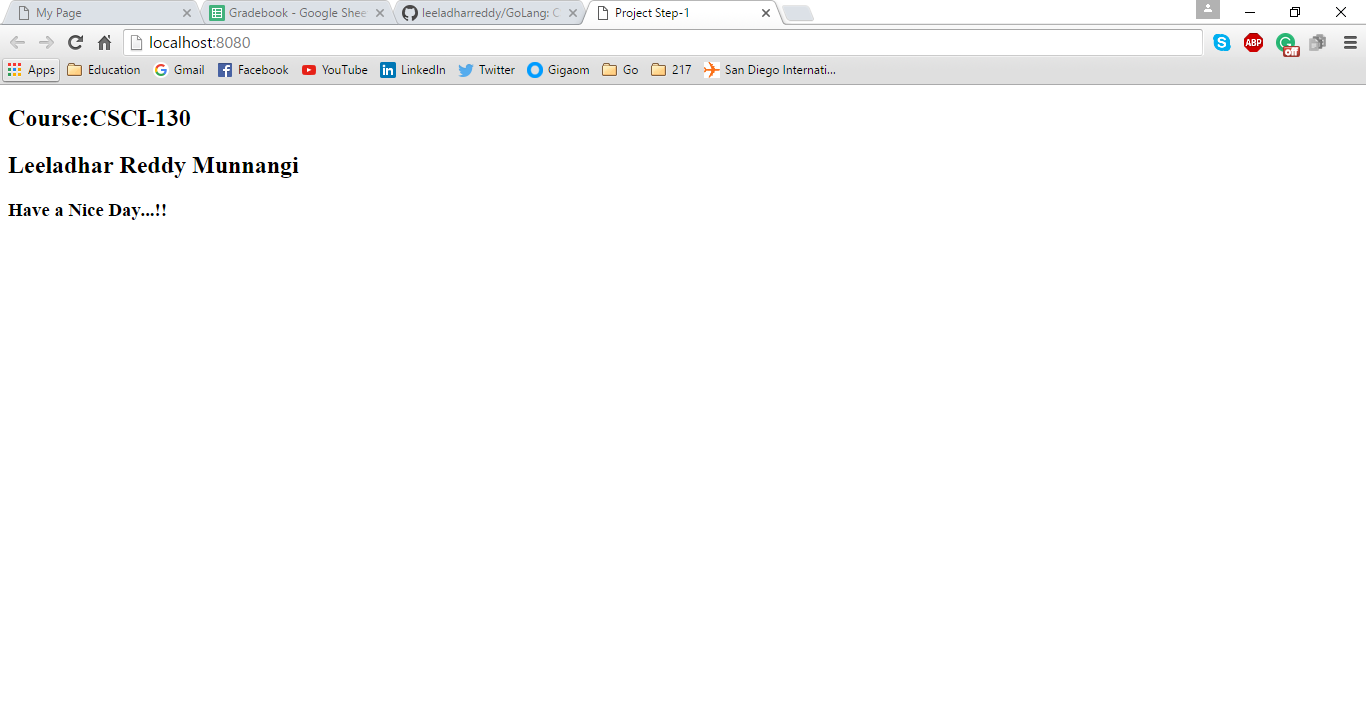 My Page
Gradebook - Google Shee
leeladharreddy/GoLang: C
Project Step-1
localhost:8080
ABP
off
Apps
Education
Gmail
Facebook
YouTube
in
LinkedIn
Twitter
Gigaom
Go
217
San Diego Internati...
Course:CSCI-130
Leeladhar Reddy Munnangi
Have a Nice Day...!!